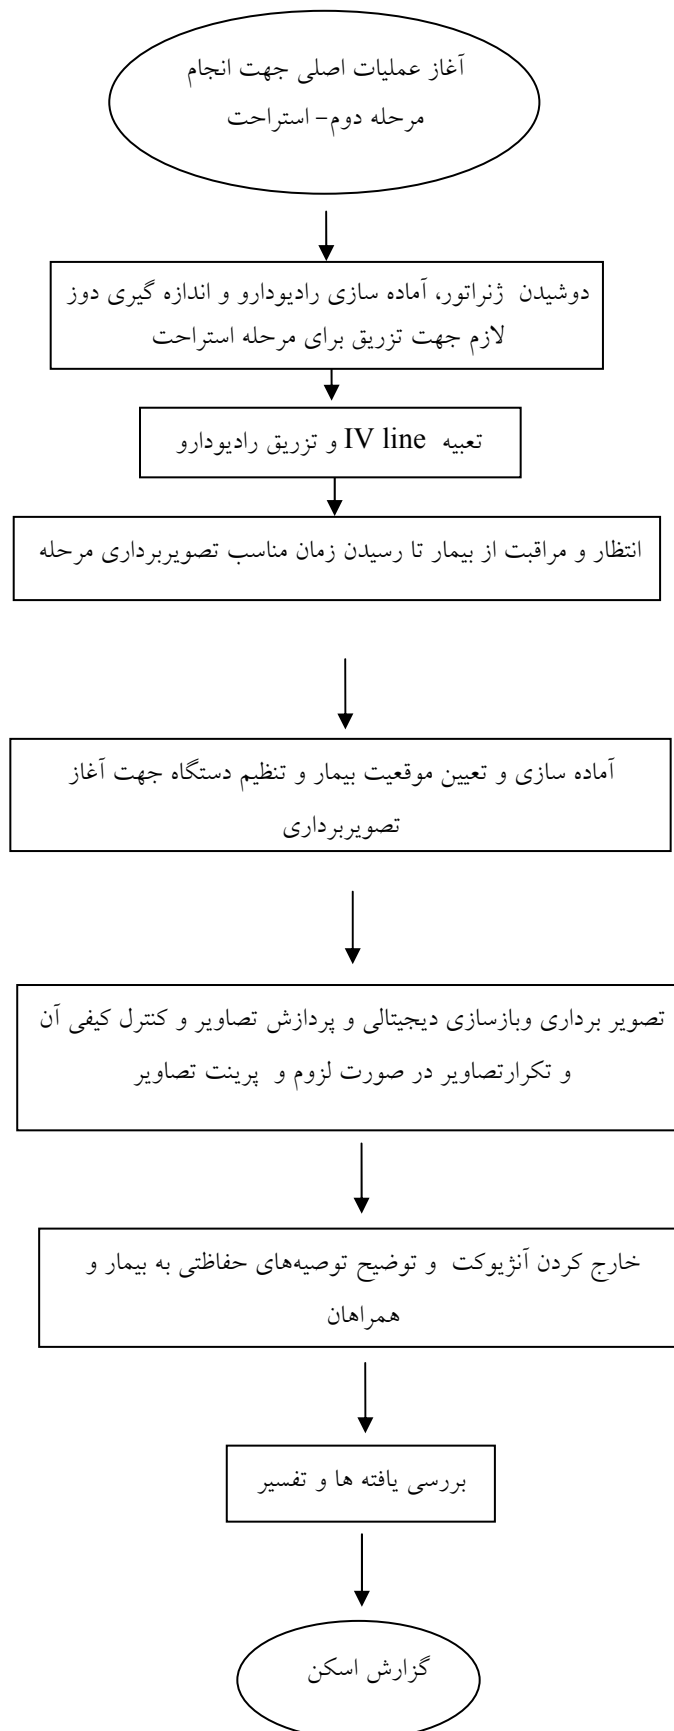 آغاز عملیات اصلی جهت انجام
مرحله دوم- استراحت
دوشیدن ژنراتور، آماده سازی رادیودارو و اندازه گیری دوز
لازم جهت تزریق برای مرحله استراحت
تعبیه IV line و تزریق رادیودارو
انتظار و مراقبت از بیمار تا رسیدن زمان مناسب تصویربرداری مرحله
آماده سازی و تعیین موقعیت بیمار و تنظیم دستگاه جهت آغاز
تصویربرداری
تصویر برداری وبازسازی دیجیتالی و پردازش تصاویر و کنترل کیفی آن
و تکرارتصاویر در صورت لزوم و پرینت تصاویر
خارج کردن آنژیوکت و توضیح توصیه‌های حفاظتی به بیمار و
همراهان
بررسی یافته ها و تفسیر
گزارش اسکن